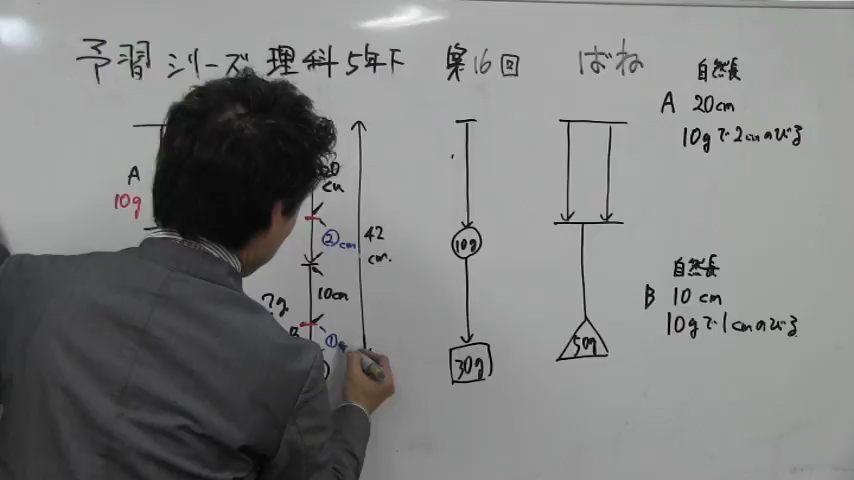 予習シリーズ理科5年下 第16回 ばね
自然長
A 20cm
10gで2cmのびる
A
10g
cm
②cm
42
cm.
10cm
①
10g
30g
50g
自然長
B 10cm
10gで1cmのびる